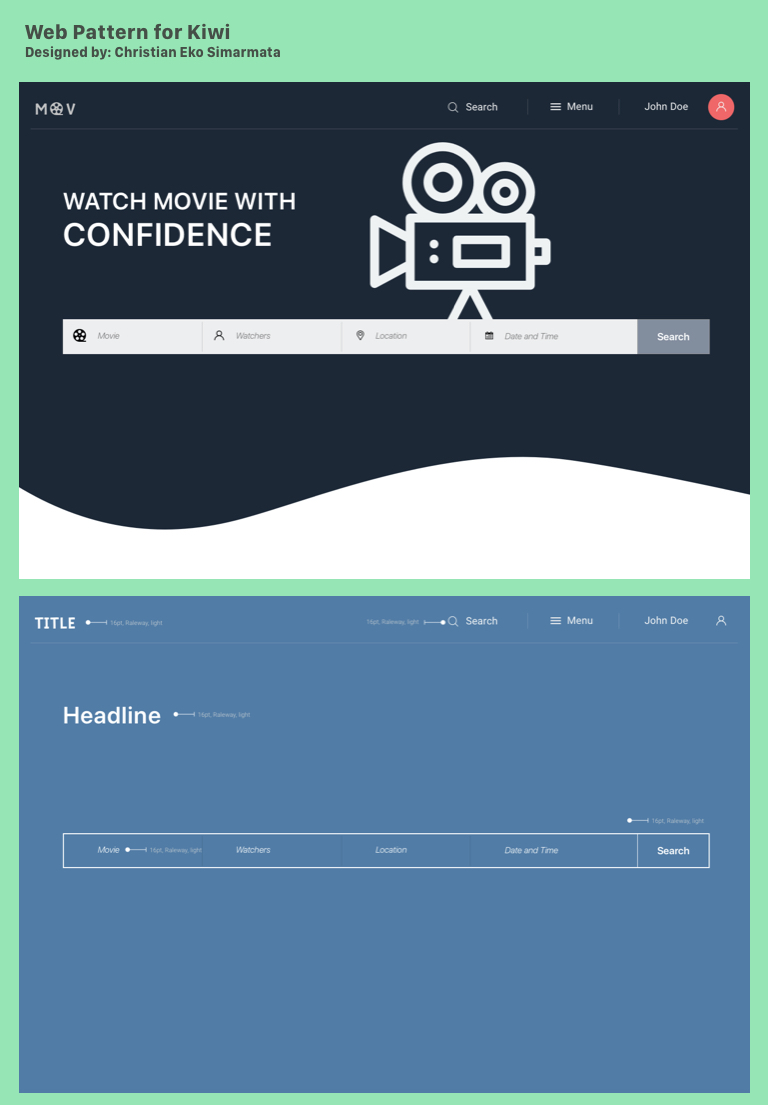 Web Pattern for Kiwi
Designed by: Christian Eko Simarmata
MOV
Search
Menu
John Doe
WATCH MOVIE WITH
CONFIDENCE
Movie
Watchers
Location
Date and Time
Search
TITLE
16pt, Raleway, light
16pt, Raleway, light
Search
Menu
John Doe
Headline
16pt, Raleway, light
16pt, Raleway, light
Movie
16pt, Raleway, light
Watchers
Location
Date and Time
Search